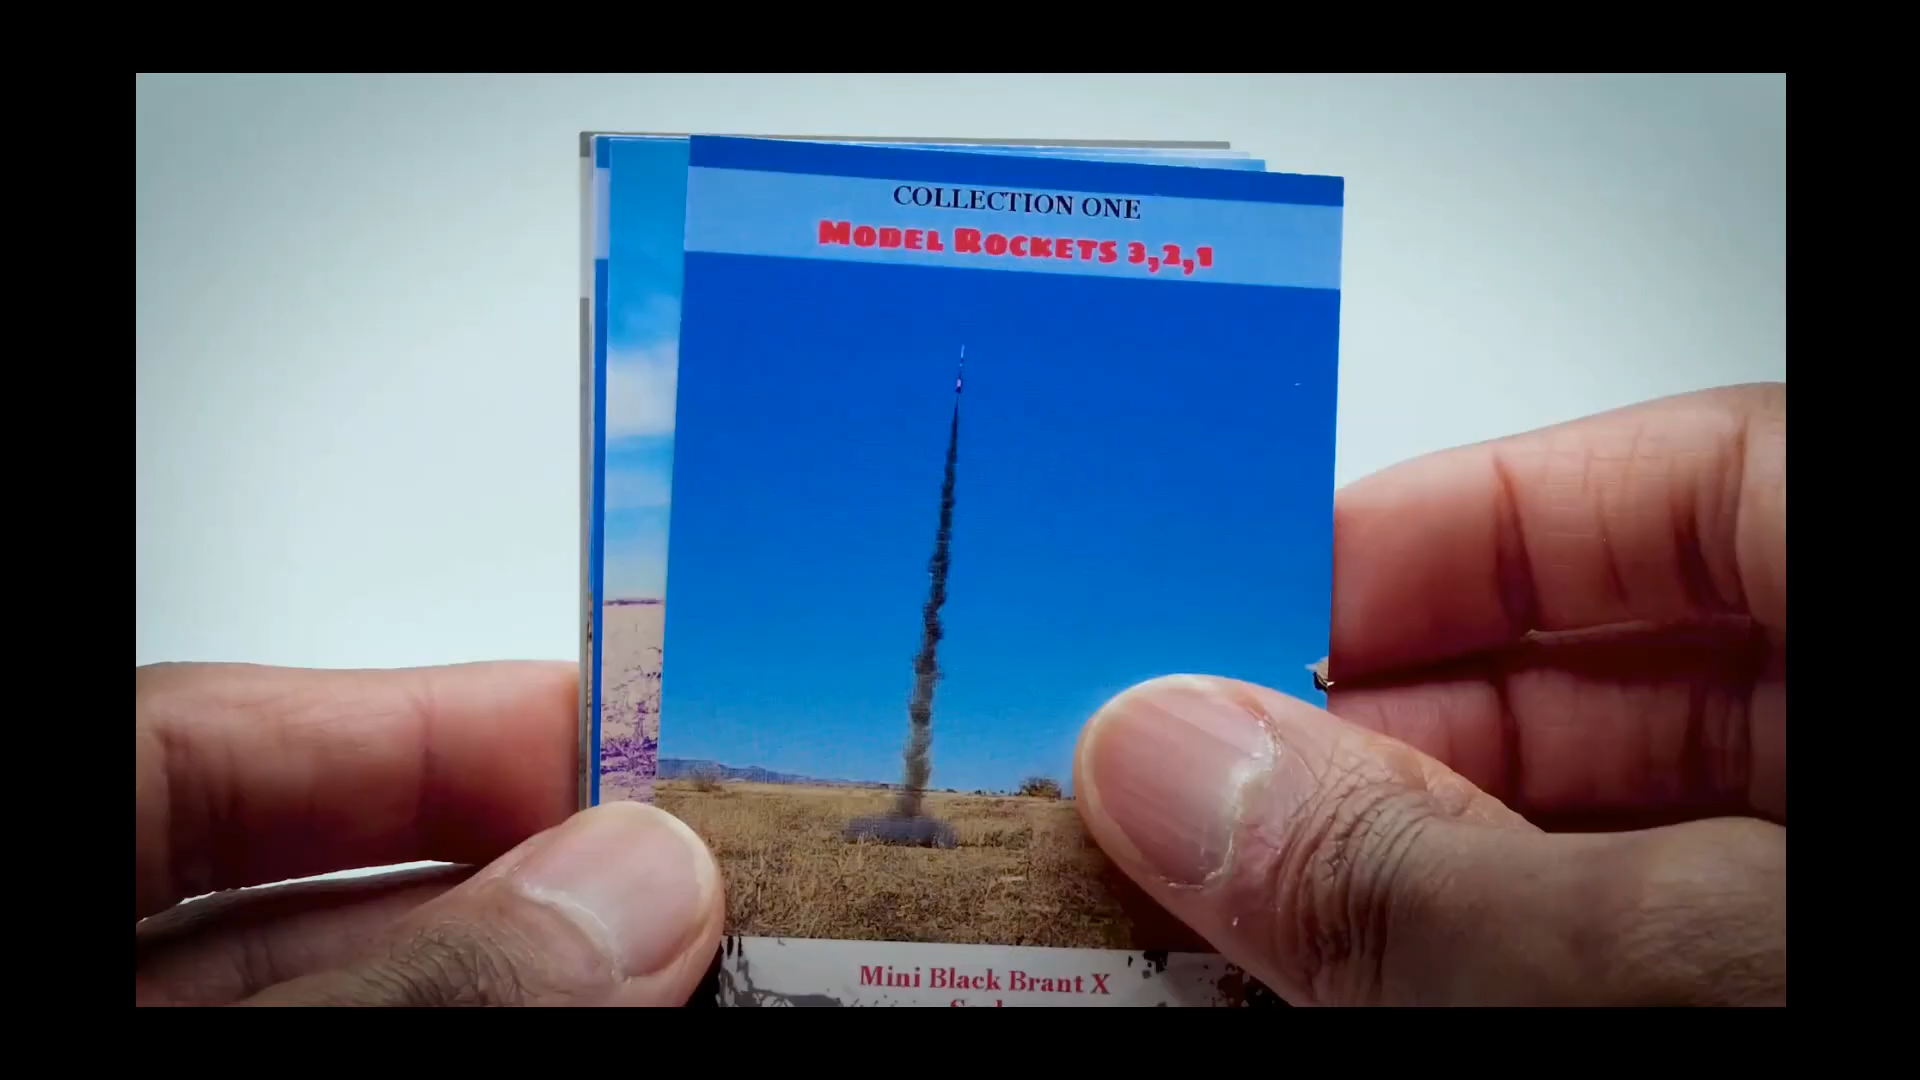 COLLECTION ONE
MODEL ROCKETS 3,2,1
Mini Black Brant X